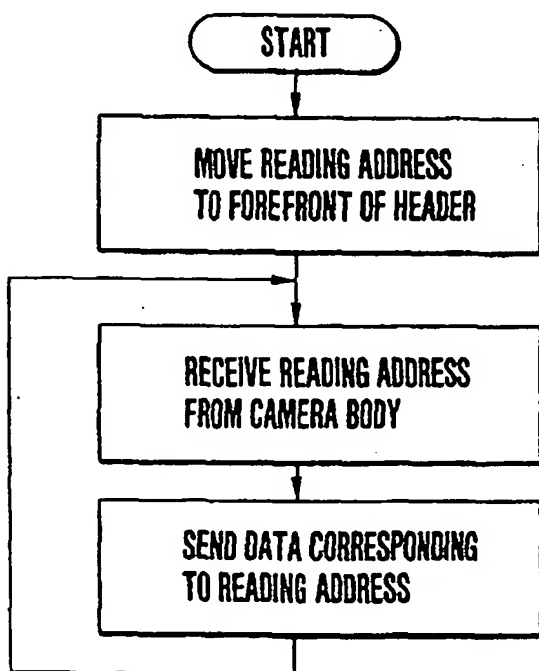 START
MOVE READING ADDRESS
TO FOREFRONT OF HEADER
RECEIVE READING ADDRESS
FROM CAMERA BODY
SEND DATA CORRESPONDING
TO READING ADDRESS